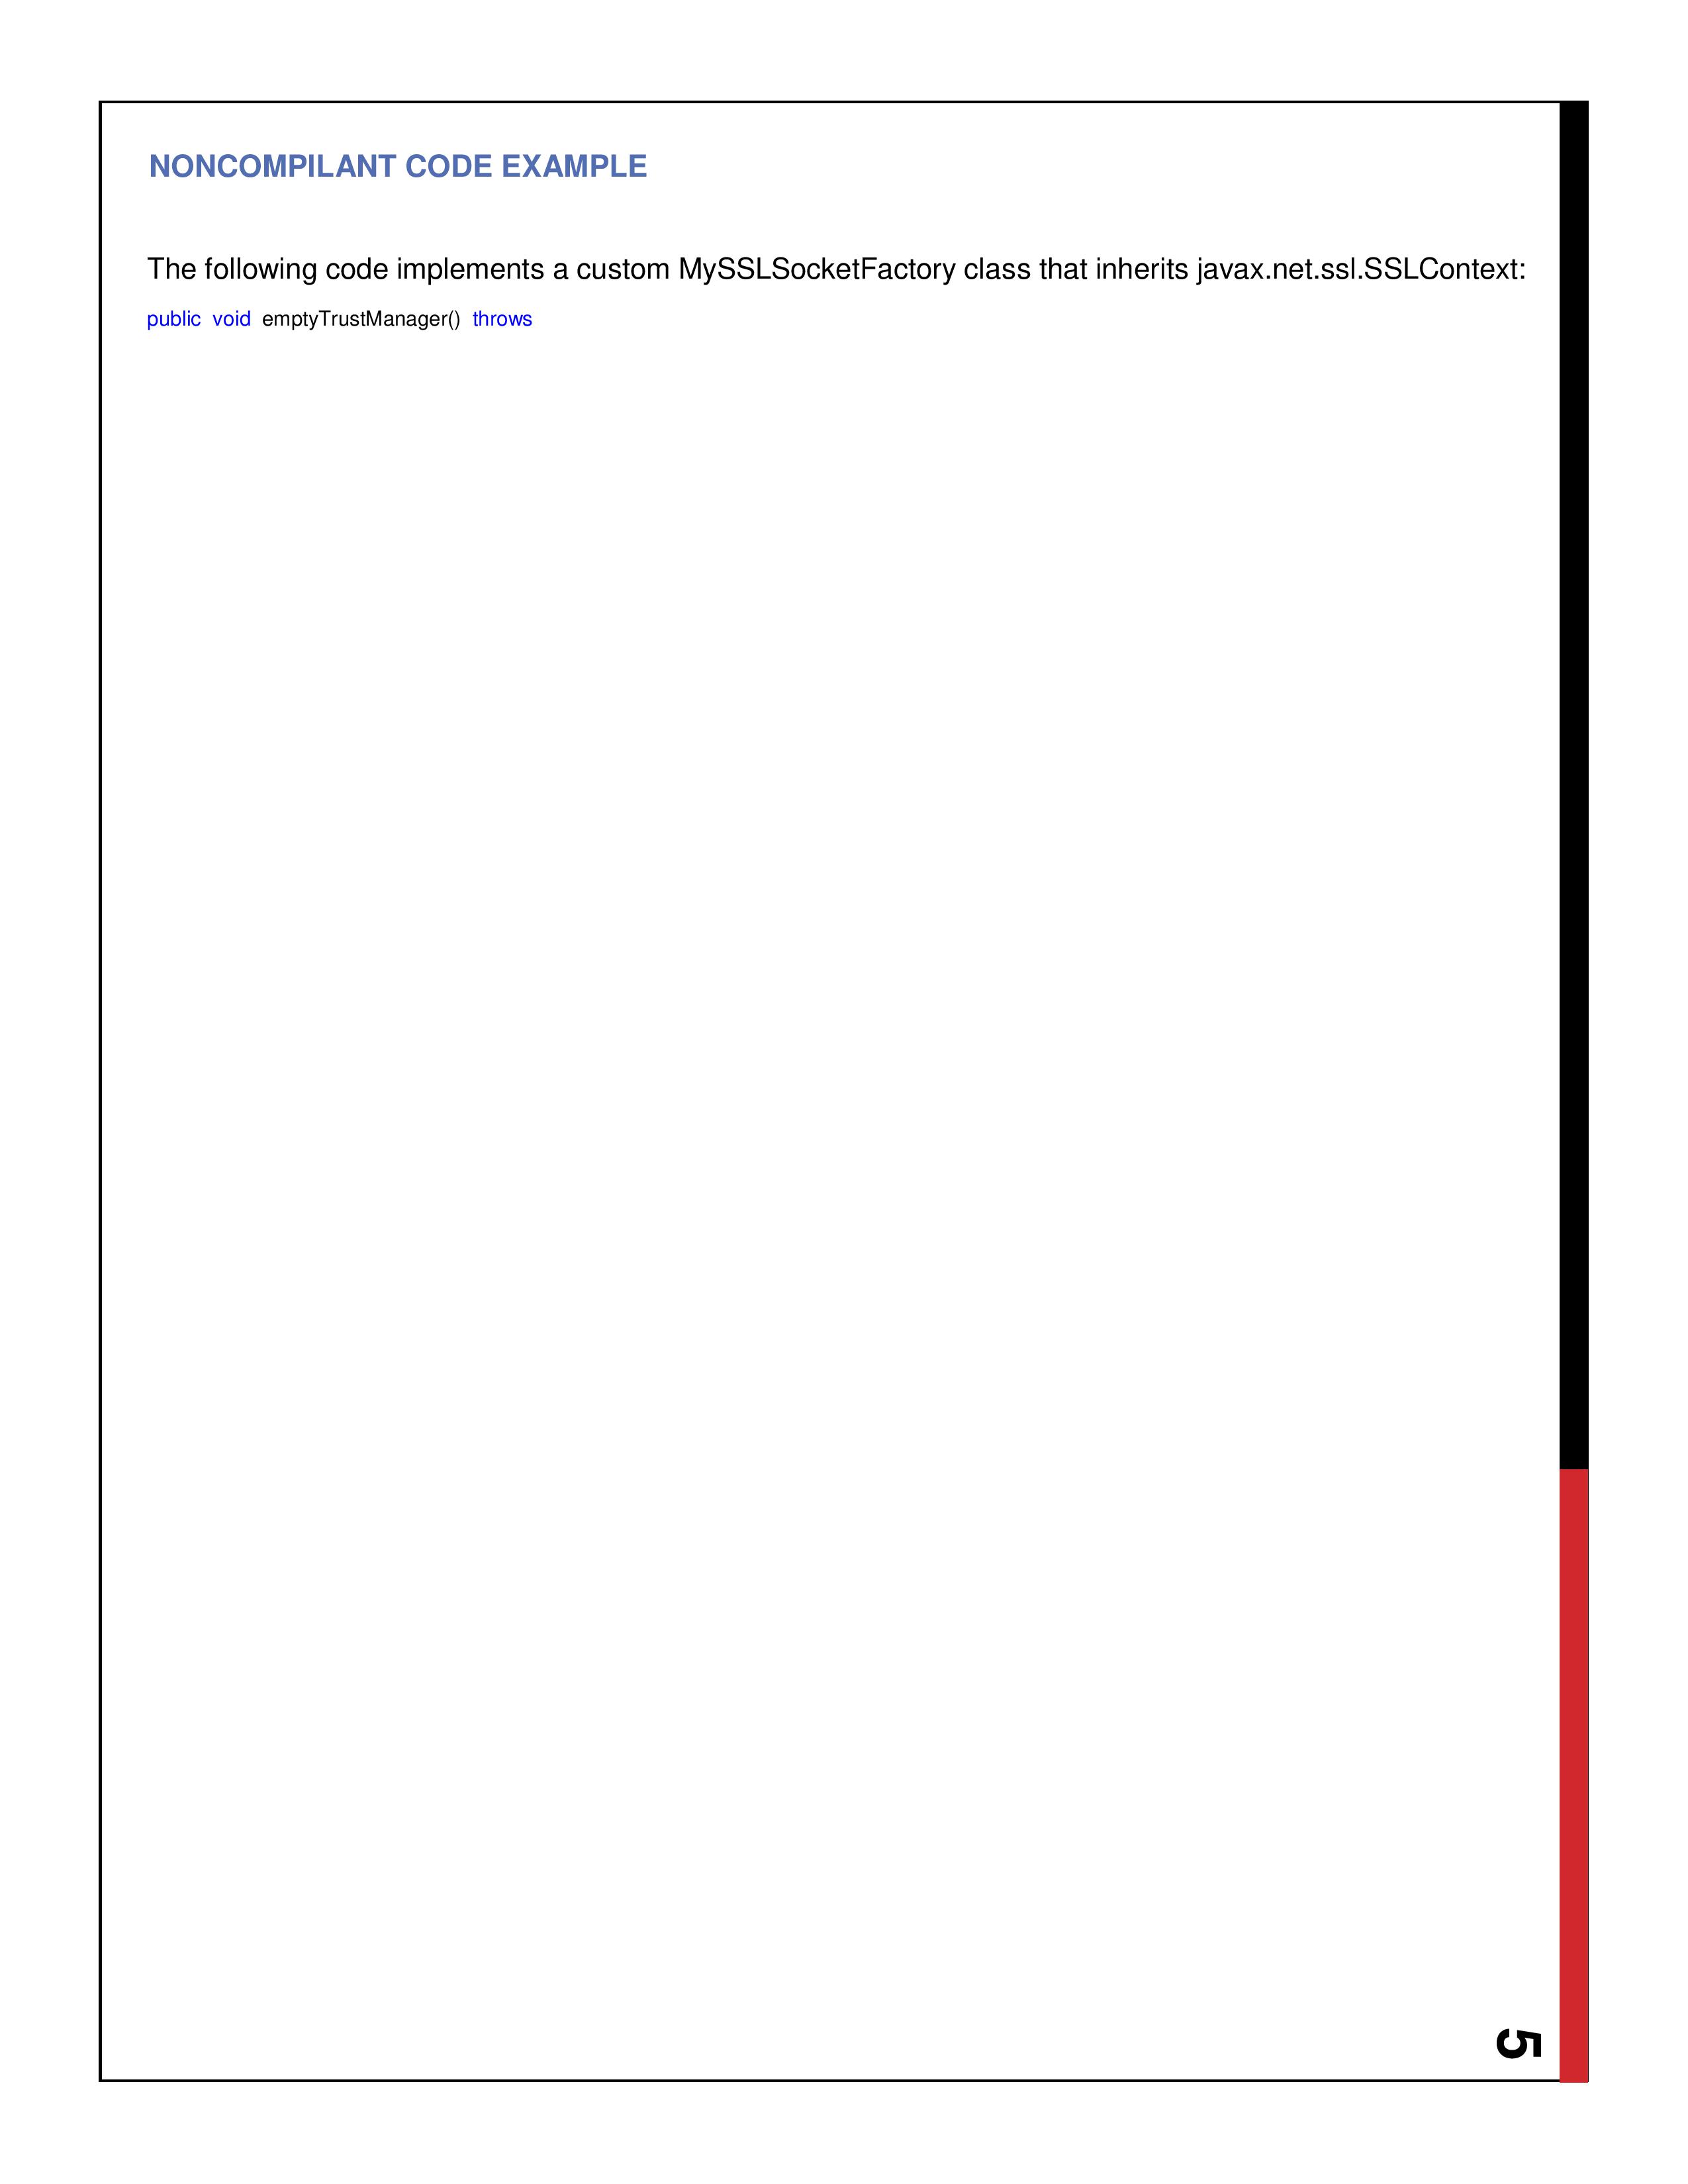 NONCOMPILANT CODE EXAMPLE
The following code implements a custom MySSLSocketFactory class that inherits javax.net.ssl.SSLContext:
public void emptyTrustManager() throws
5